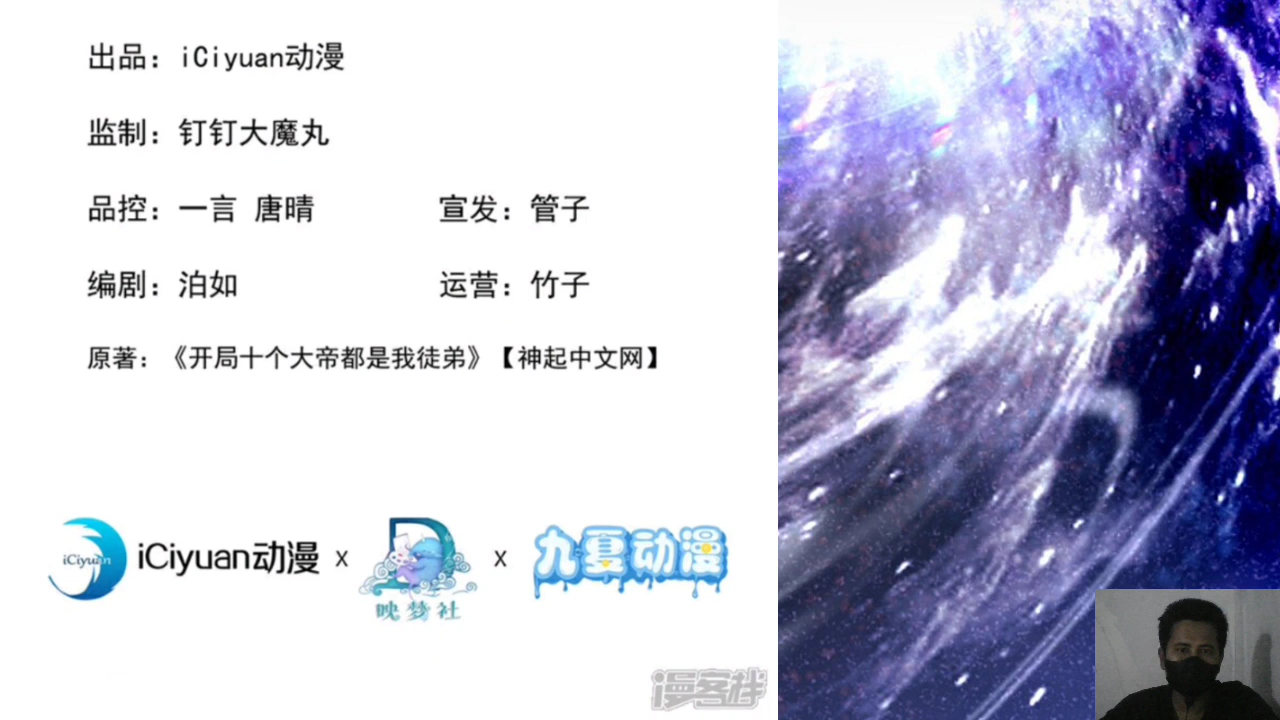 出品：iCiyuan动漫
监制：钉钉大魔丸
品控：一言 唐晴 宣发：管子
编剧：泊如 运营：竹子
原著：《开局十个大帝都是我徒弟》【神起中文网】
iCiyuan iCiyuan动漫 x 映梦社 x 九夏动漫
漫客栈